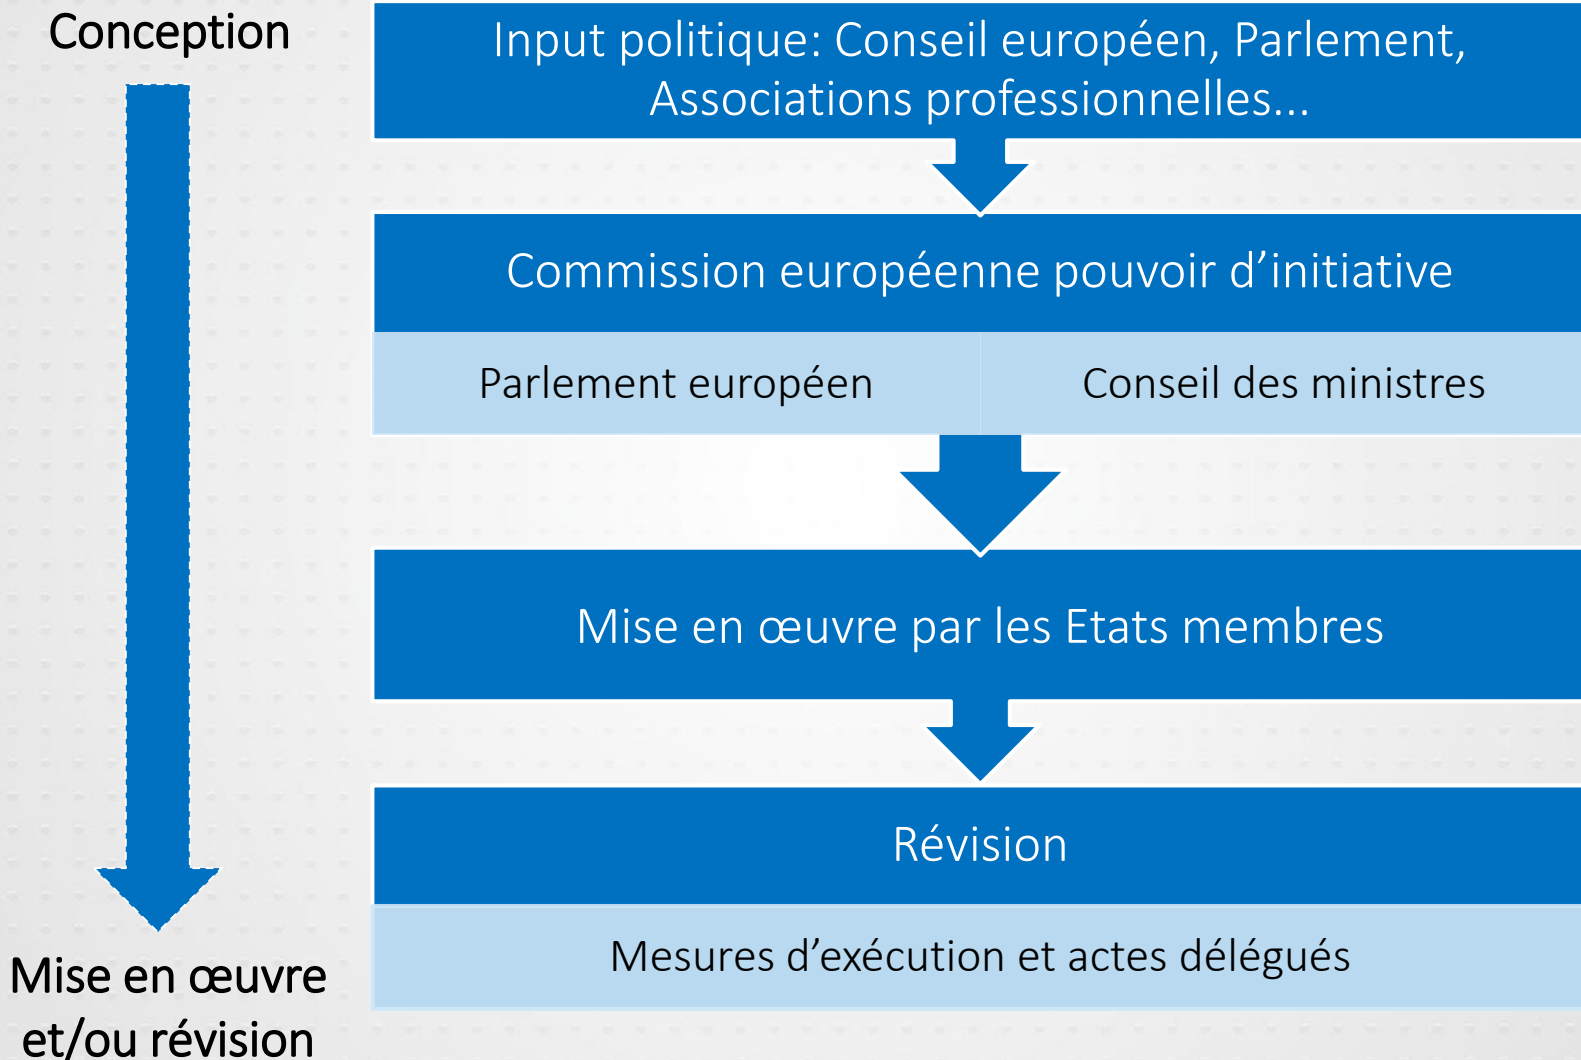 Conception
Input politique: Conseil européen, Parlement,
Associations professionnelles...
Commission européenne pouvoir d’initiative
Parlement européen
Conseil des ministres
Mise en œuvre par les Etats membres
Révision
Mesures d’exécution et actes délégués
Mise en œuvre
et/ou révision